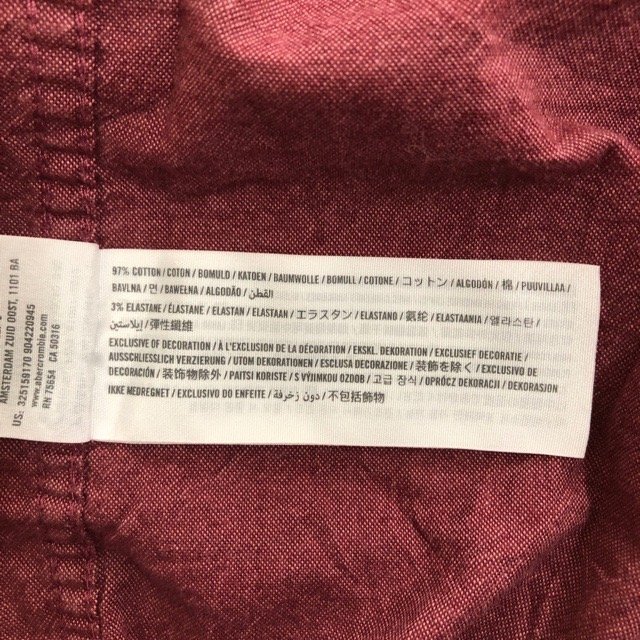 97% COTTON / COTON / BOMULD / KATOEN / BAUMWOLLE / BOMULL / COTONE / コットン / ALGODÓN / 棉 / PUUVILLAA /
BAVLNA / 면 / BAWEŁNA / ALGODÃO / القطن
3% ELASTANE / ÉLASTANE / ELASTAN / ELASTAAN / エラスタン / ELASTANO / 氨纶 / ELASTAANIA / 엘라스탄 /
إيلاستين / 彈性纖維
EXCLUSIVE OF DECORATION / À L'EXCLUSION DE LA DÉCORATION / EKSKL. DEKORATION / EXCLUSIEF DECORATIE /
AUSSCHLIESSLICH VERZIERUNG / UTOM DEKORATIONEN / ESCLUSA DECORAZIONE / 装飾を除く / EXCLUSIVO DE
DECORACIÓN / 装饰物除外 / PAITSI KORISTE / S VÝJIMKOU OZDOB / 고급 장식 / OPRÓCZ DEKORACJI / DEKORASJON
IKKE MEDREGNET / EXCLUSIVO DO ENFEITE / دون زخرفة / 不包括飾物
AMSTERDAM ZUID OOST, 1101 BA
US: 325159170 904220945
www.abercrombie.com
RN 75654 CA 50316